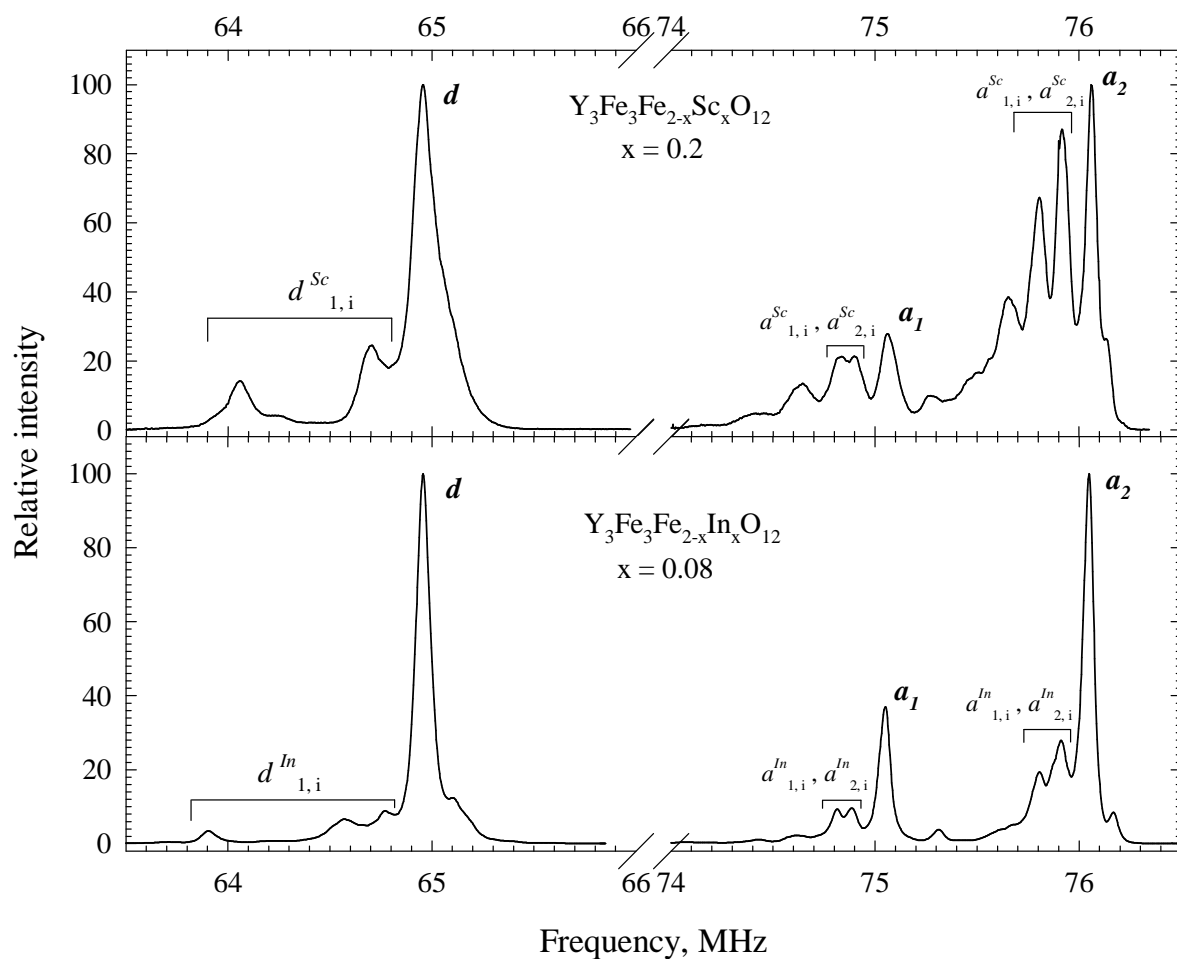 64 65 66 74 75 76
100
80
60
40
20
0
d
Y3Fe3Fe2-xScxO12
x = 0.2
a^Sc_1, i , a^Sc_2, i
a2
d^Sc_1, i
a^Sc_1, i , a^Sc_2, i
a1
100
80
60
40
20
0
d
Y3Fe3Fe2-xInxO12
x = 0.08
a2
a1
a^In_1, i , a^In_2, i
d^In_1, i
a^In_1, i , a^In_2, i
64 65 66 74 75 76
Relative intensity
Frequency, MHz